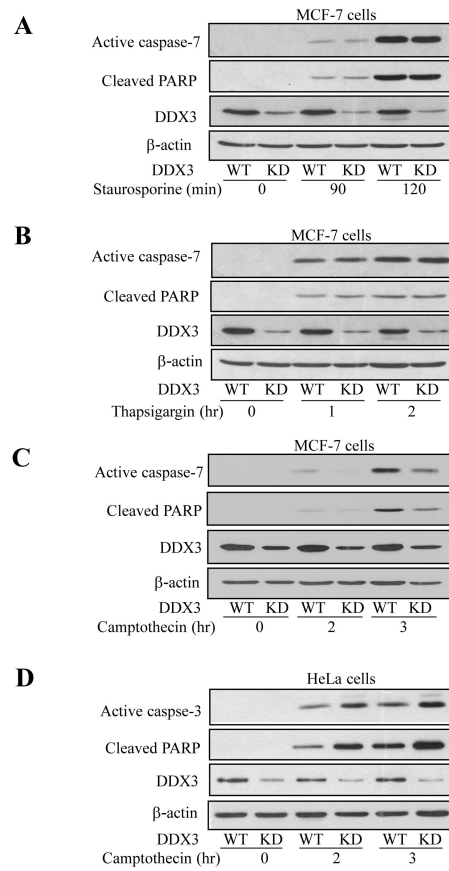 A
MCF-7 cells
Active caspase-7
Cleaved PARP
DDX3
β-actin
DDX3 WT KD WT KD WT KD
Staurosporine (min) 0 90 120
B
MCF-7 cells
Active caspase-7
Cleaved PARP
DDX3
β-actin
DDX3 WT KD WT KD WT KD
Thapsigargin (hr) 0 1 2
C
MCF-7 cells
Active caspase-7
Cleaved PARP
DDX3
β-actin
DDX3 WT KD WT KD WT KD
Camptothecin (hr) 0 2 3
D
HeLa cells
Active caspse-3
Cleaved PARP
DDX3
β-actin
DDX3 WT KD WT KD WT KD
Camptothecin (hr) 0 2 3